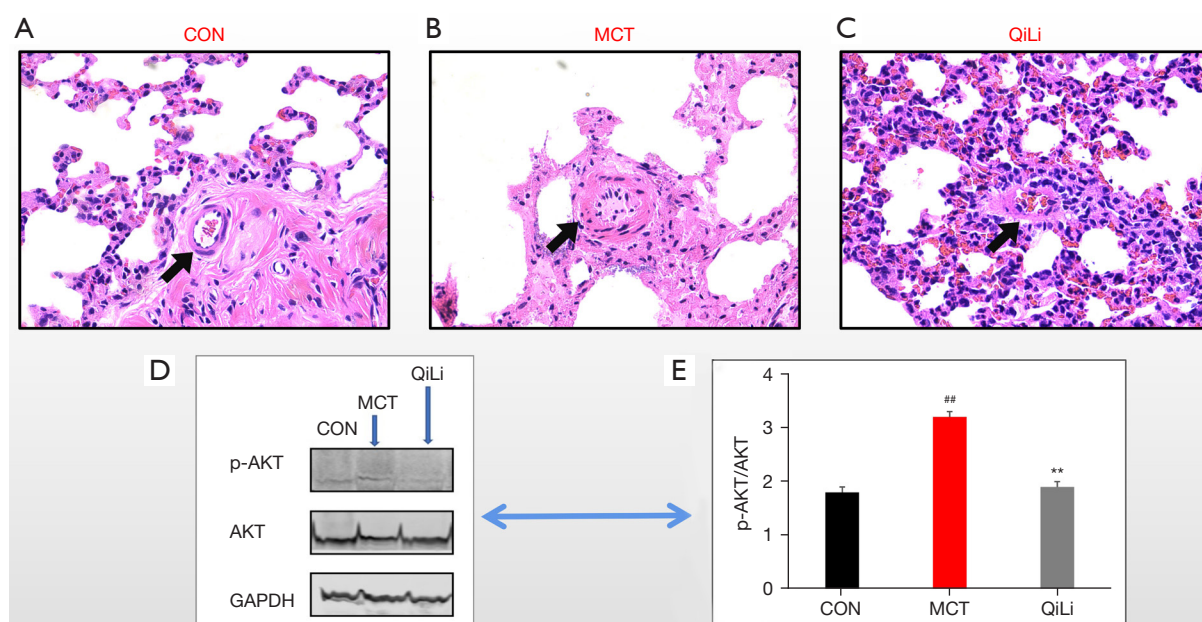 A
CON
B
MCT
C
QiLi
D
QiLi
MCT
CON
p-AKT
AKT
GAPDH
E
4
3
2
1
0
p-AKT/AKT
##
**
CON
MCT
QiLi